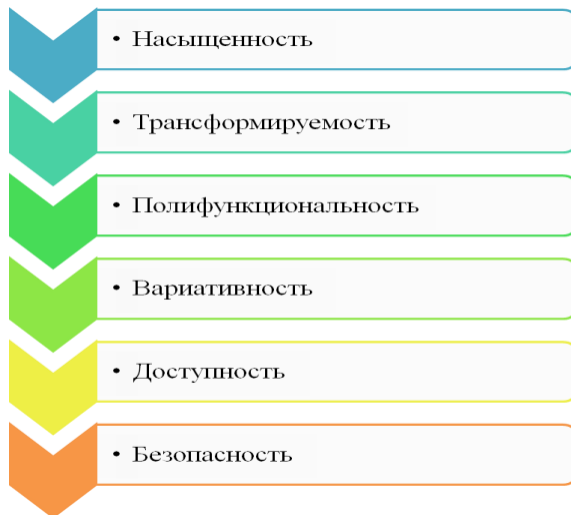 • Насыщенность
• Трансформируемость
• Полифункциональность
• Вариативность
• Доступность
• Безопасность